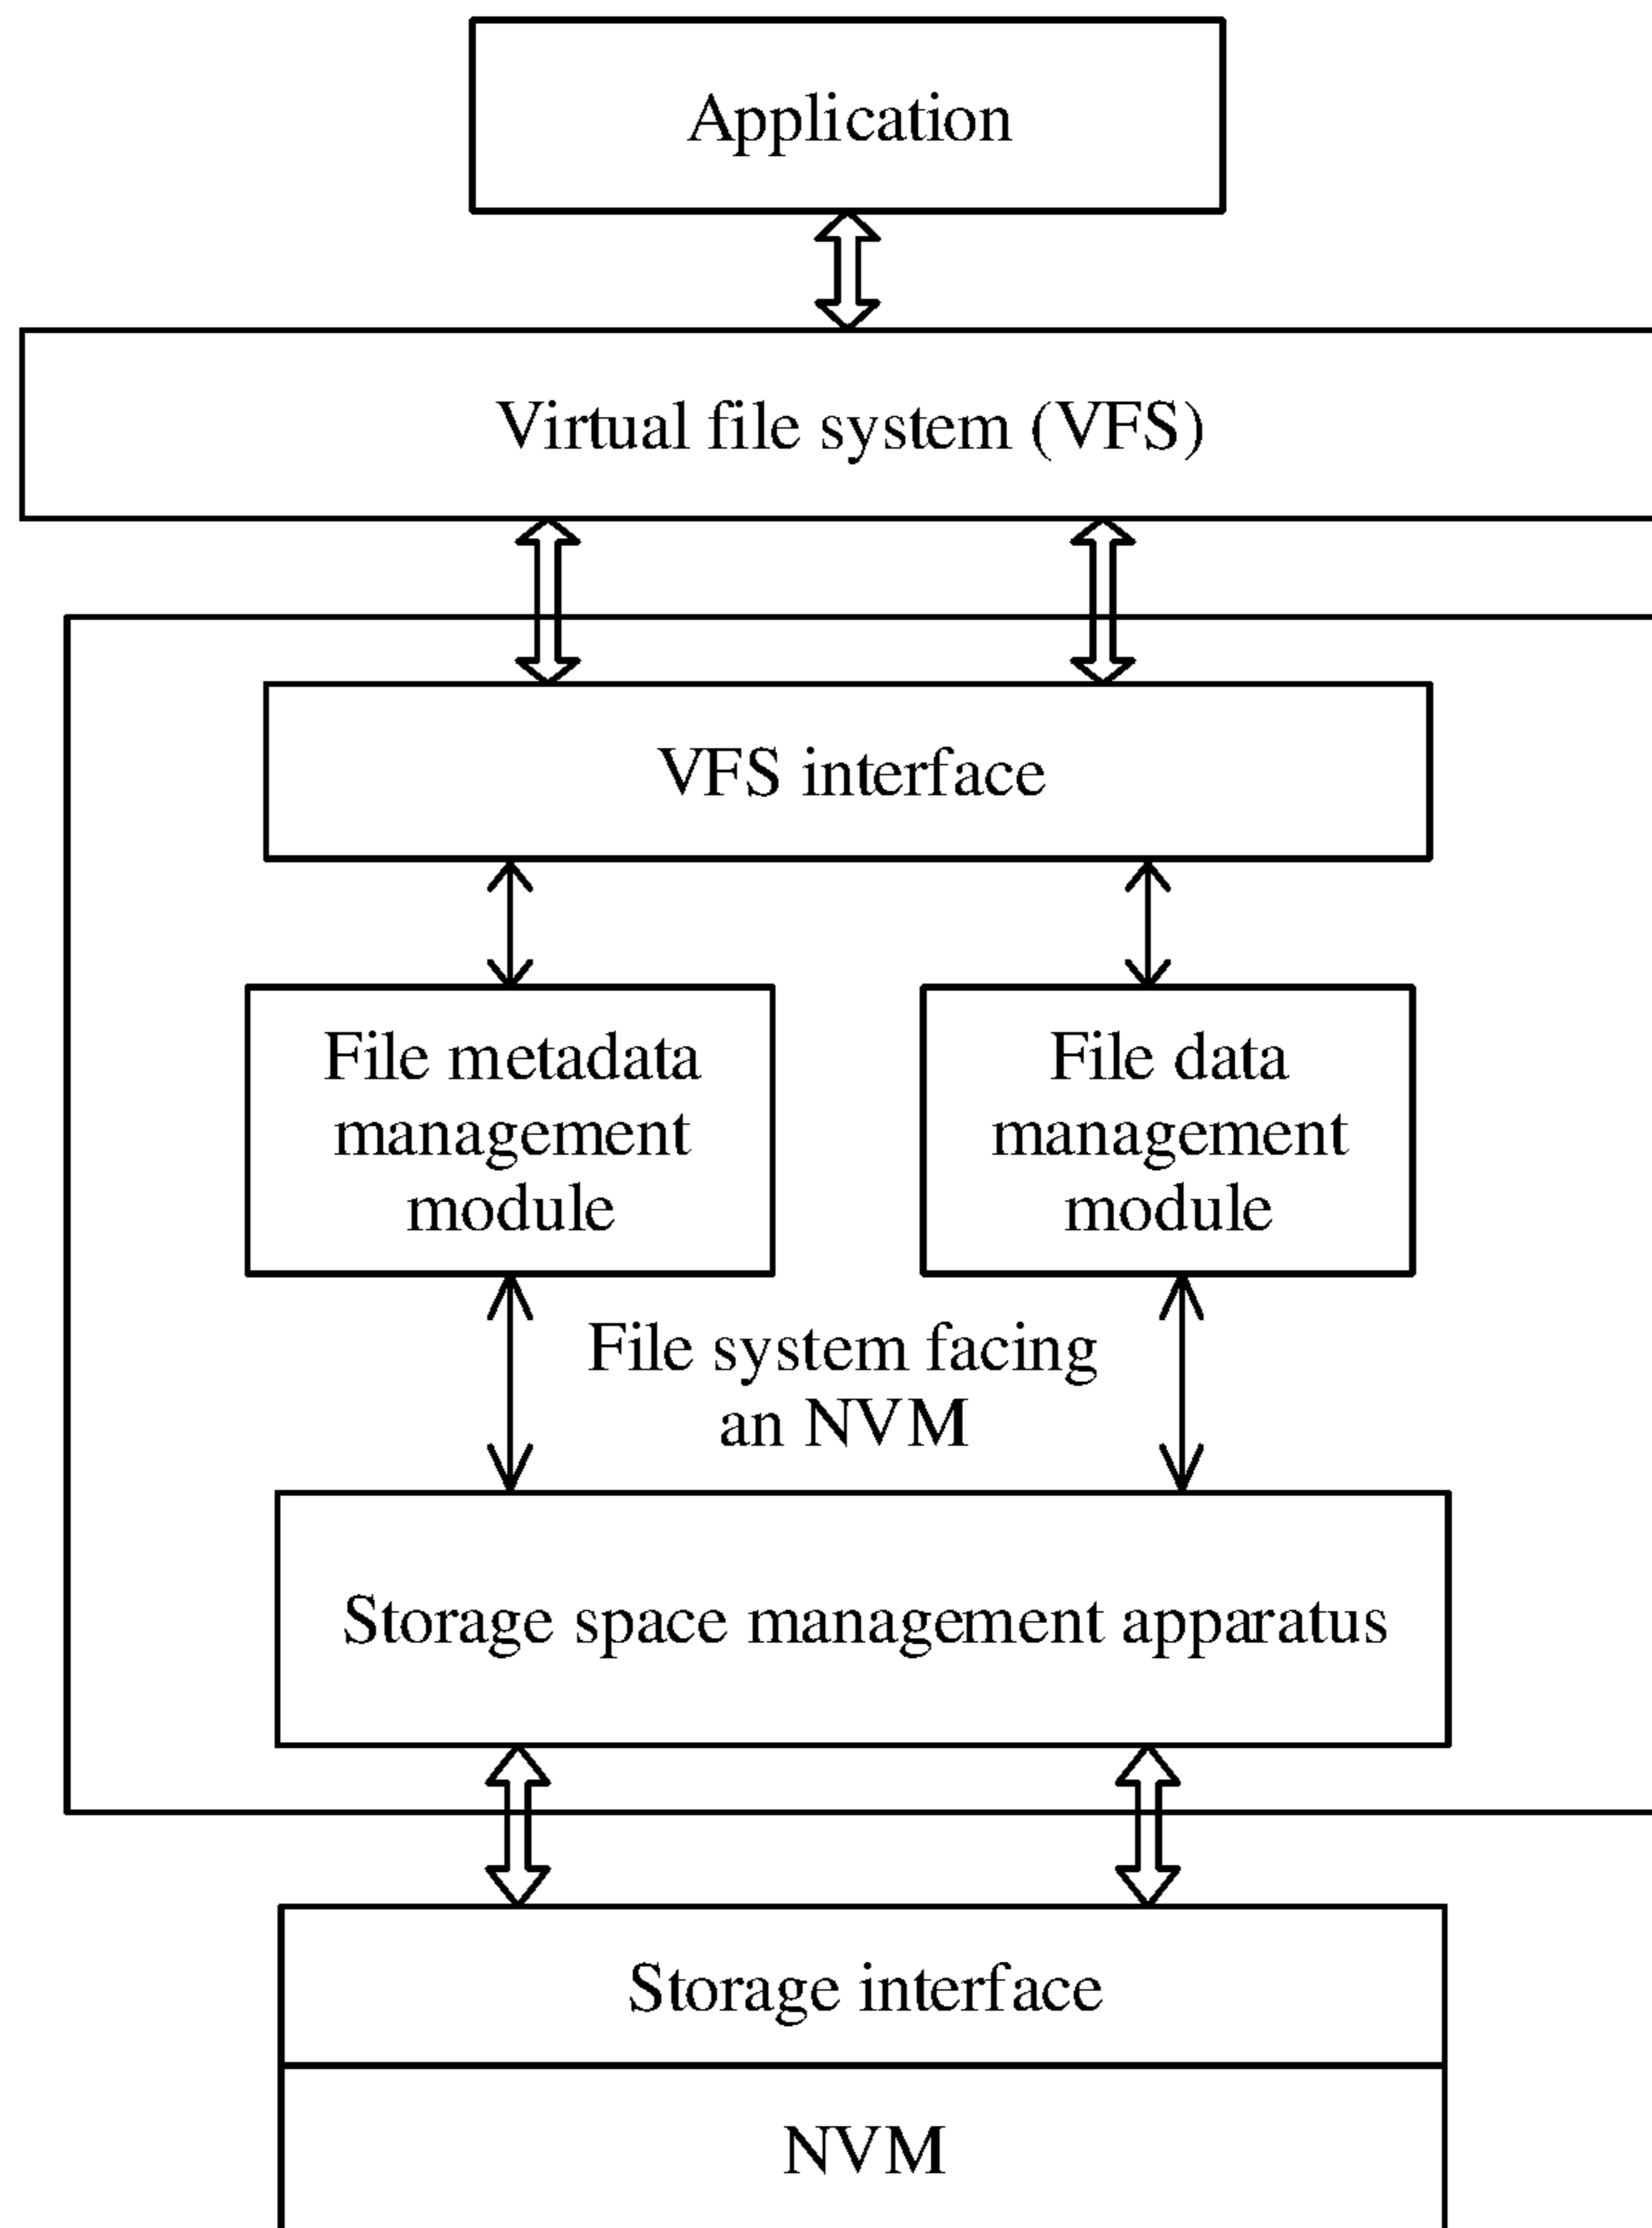 Application
Virtual file system (VFS)
VFS interface
File metadata
management
module
File data
management
module
File system facing
an NVM
Storage space management apparatus
Storage interface
NVM